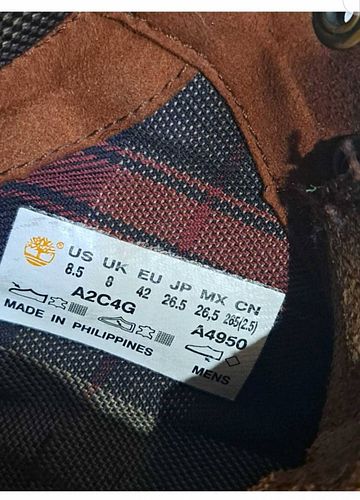 US UK EU JP MX CN
8.5 8 42 26.5 26,5 265(2.5)
A2C4G A4950
MADE IN PHILIPPINES MENS